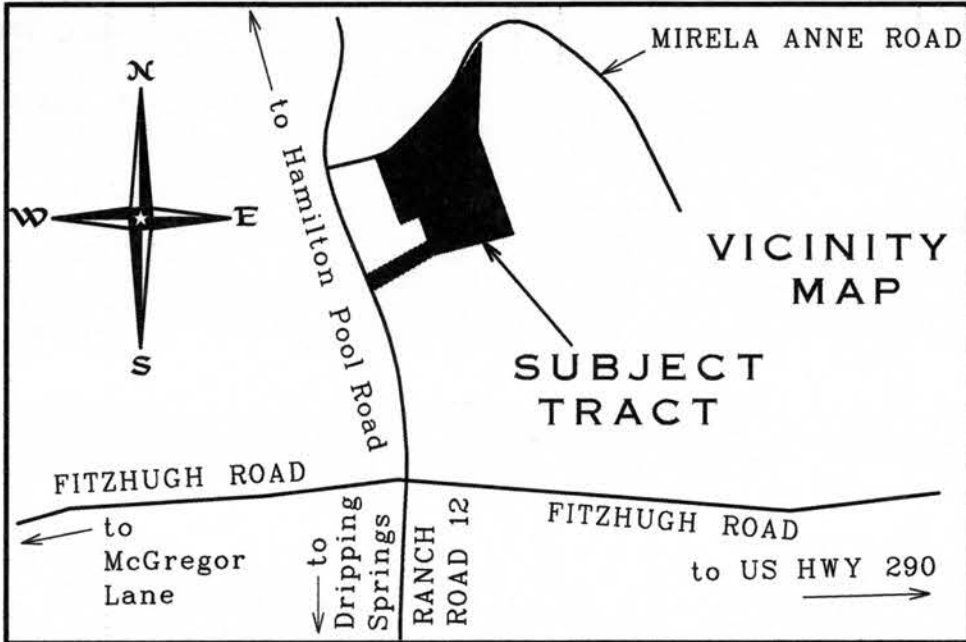 MIRELA ANNE ROAD
N
W
E
S
to Hamilton Pool Road
VICINITY
MAP
SUBJECT
TRACT
FITZHUGH ROAD
FITZHUGH ROAD
to
McGregor
Lane
to
Dripping
Springs
RANCH
ROAD 12
to US HWY 290